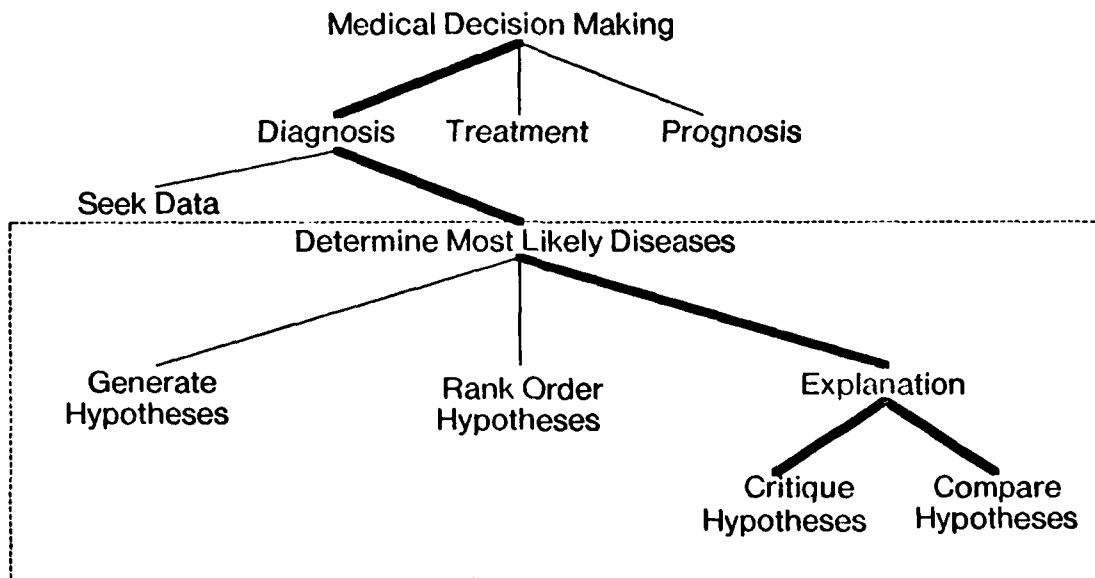 Medical Decision Making
Diagnosis
Treatment
Prognosis
Seek Data
Determine Most Likely Diseases
Generate
Hypotheses
Rank Order
Hypotheses
Explanation
Critique
Hypotheses
Compare
Hypotheses